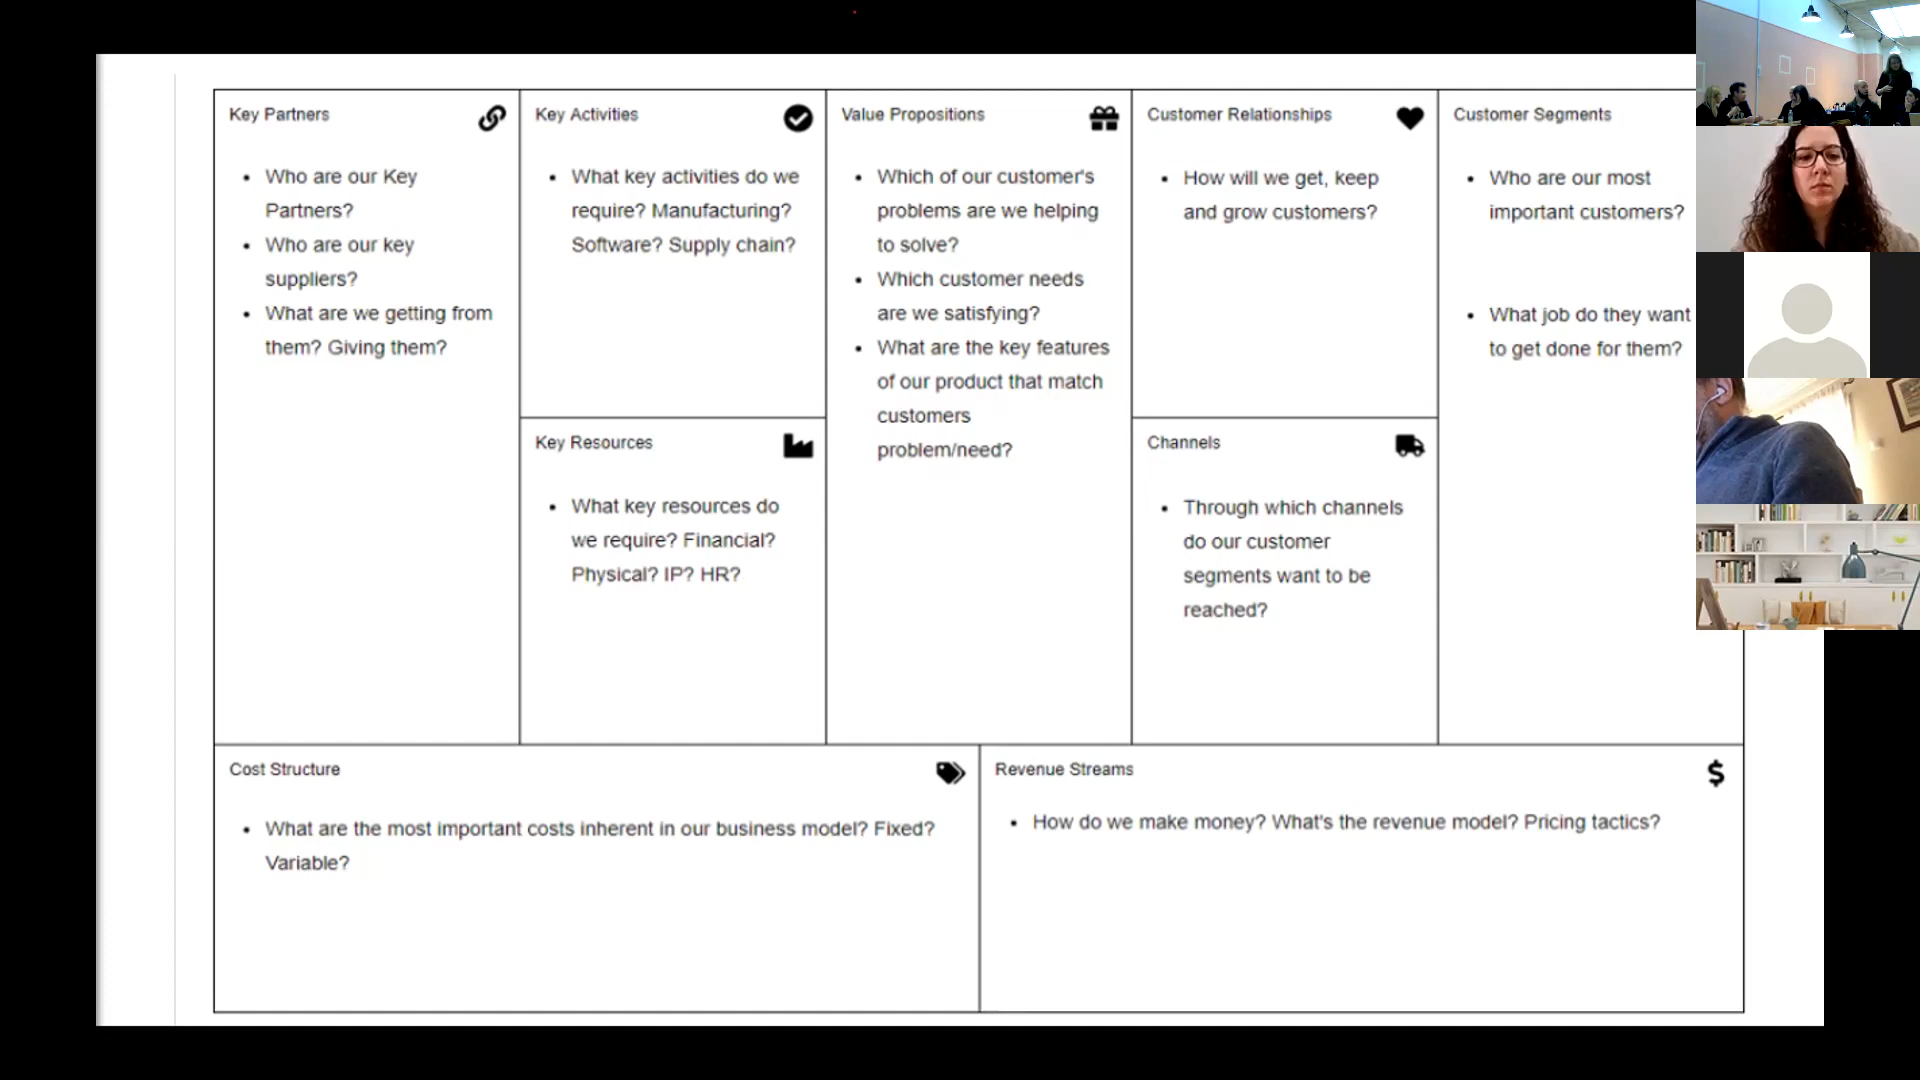 Key Partners
Who are our Key
Partners?
Who are our key
suppliers?
What are we getting from
them? Giving them?
Key Activities
What key activities do we
require? Manufacturing?
Software? Supply chain?
Key Resources
What key resources do
we require? Financial?
Physical? IP? HR?
Value Propositions
Which of our customer's
problems are we helping
to solve?
Which customer needs
are we satisfying?
What are the key features
of our product that match
customers
problem/need?
Customer Relationships
How will we get, keep
and grow customers?
Channels
Through which channels
do our customer
segments want to be
reached?
Customer Segments
Who are our most
important customers?
What job do they want
to get done for them?
Cost Structure
What are the most important costs inherent in our business model? Fixed?
Variable?
Revenue Streams
How do we make money? What's the revenue model? Pricing tactics?